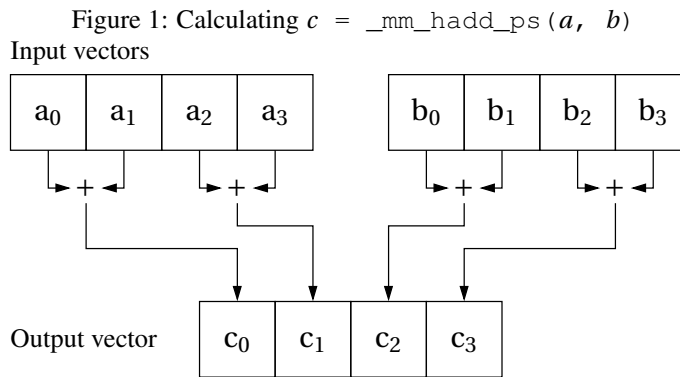 Figure 1: Calculating c = _mm_hadd_ps(a, b)
Input vectors
a0 a1 a2 a3 b0 b1 b2 b3
+ + + +
Output vector c0 c1 c2 c3